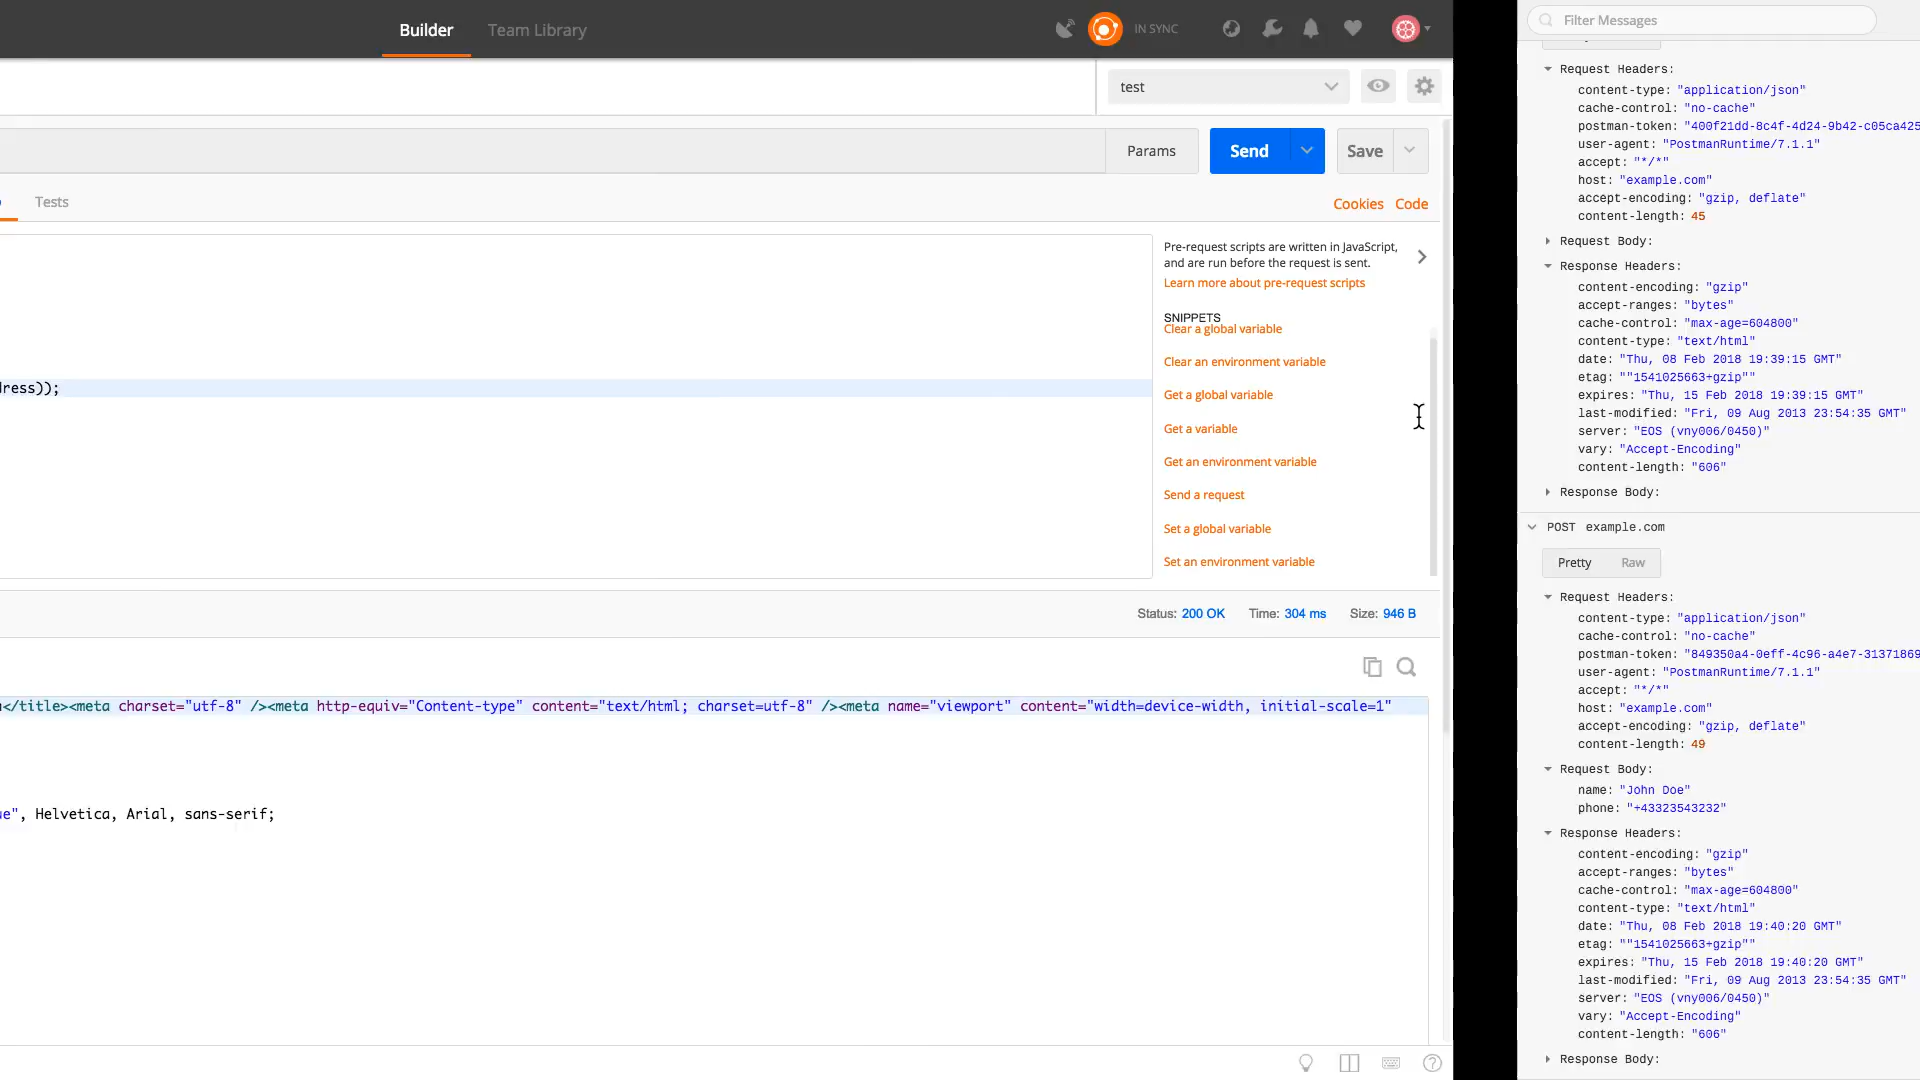 Builder
Team Library
IN SYNC
test
Params
Send
Save
Tests
Cookies
Code
dress));
Pre-request scripts are written in JavaScript,
and are run before the request is sent.
Learn more about pre-request scripts
SNIPPETS
Clear a global variable
Clear an environment variable
Get a global variable
Get a variable
Get an environment variable
Send a request
Set a global variable
Set an environment variable
Status: 200 OK
Time: 304 ms
Size: 946 B
</title><meta charset="utf-8" /><meta http-equiv="Content-type" content="text/html; charset=utf-8" /><meta name="viewport" content="width=device-width, initial-scale=1"
ue", Helvetica, Arial, sans-serif;
Filter Messages
Request Headers:
content-type: "application/json"
cache-control: "no-cache"
postman-token: "400f21dd-8c4f-4d24-9b42-c05ca425
user-agent: "PostmanRuntime/7.1.1"
accept: "*/*"
host: "example.com"
accept-encoding: "gzip, deflate"
content-length: 45
Request Body:
Response Headers:
content-encoding: "gzip"
accept-ranges: "bytes"
cache-control: "max-age=604800"
content-type: "text/html"
date: "Thu, 08 Feb 2018 19:39:15 GMT"
etag: ""1541025663+gzip""
expires: "Thu, 15 Feb 2018 19:39:15 GMT"
last-modified: "Fri, 09 Aug 2013 23:54:35 GMT"
server: "EOS (vny006/0450)"
vary: "Accept-Encoding"
content-length: "606"
Response Body:
POST example.com
Pretty
Raw
Request Headers:
content-type: "application/json"
cache-control: "no-cache"
postman-token: "849350a4-0eff-4c96-a4e7-31371869
user-agent: "PostmanRuntime/7.1.1"
accept: "*/*"
host: "example.com"
accept-encoding: "gzip, deflate"
content-length: 49
Request Body:
name: "John Doe"
phone: "+43323543232"
Response Headers:
content-encoding: "gzip"
accept-ranges: "bytes"
cache-control: "max-age=604800"
content-type: "text/html"
date: "Thu, 08 Feb 2018 19:40:20 GMT"
etag: ""1541025663+gzip""
expires: "Thu, 15 Feb 2018 19:40:20 GMT"
last-modified: "Fri, 09 Aug 2013 23:54:35 GMT"
server: "EOS (vny006/0450)"
vary: "Accept-Encoding"
content-length: "606"
Response Body: